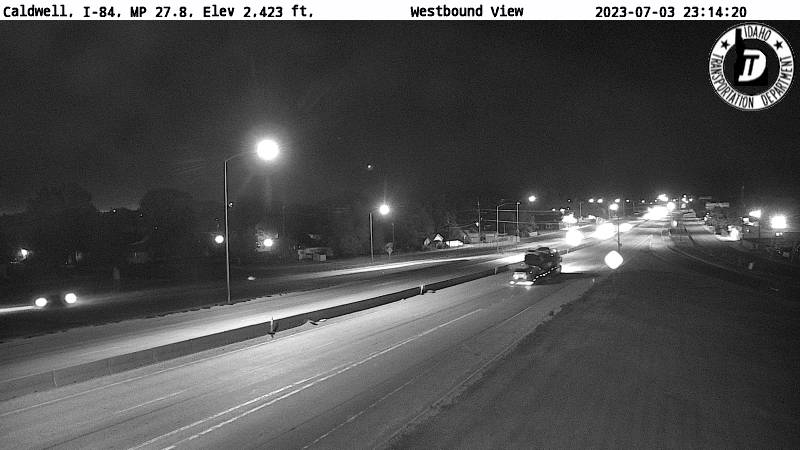 Caldwell, I-84, MP 27.8, Elev 2,423 ft, Westbound View 2023-07-03 23:14:20
IDAHO
TRANSPORTATION DEPARTMENT